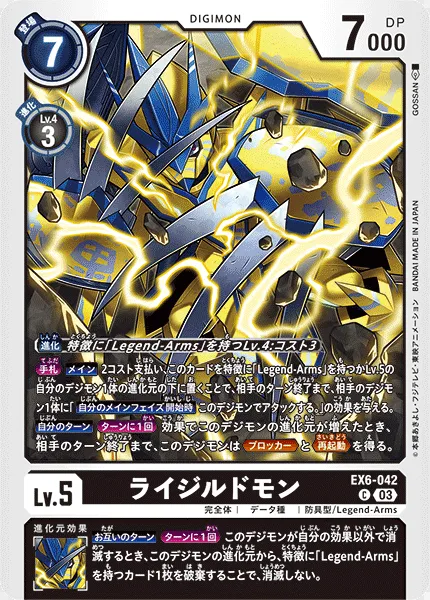 DIGIMON
登場
7
7000
DP
進化
Lv.4
3
GOSSAN
©本郷あきよし・フジテレビ・東映アニメーション BANDAI MADE IN JAPAN
進化 特徴に「Legend-Arms」を持つLv.4:コスト3
手札 メイン 2コスト支払い、このカードを特徴に「Legend-Arms」を持つかLv.5の
自分のデジモン1体の進化元の下に置くことで、相手のターン終了まで、相手のデジモ
ン1体に「自分のメインフェイズ開始時 このデジモンでアタックする。」の効果を与える。
自分のターン ターンに1回 効果でこのデジモンの進化元が増えたとき、
相手のターン終了まで、このデジモンは ブロッカー と 再起動 を得る。
Lv.5
ライジルドモン
EX6-042
C 03
完全体 データ種 防具型/Legend-Arms
進化元効果
お互いのターン ターンに1回 このデジモンが自分の効果以外で消
滅するとき、このデジモンの進化元から、特徴に「Legend-Arms」
を持つカード1枚を破棄することで、消滅しない。